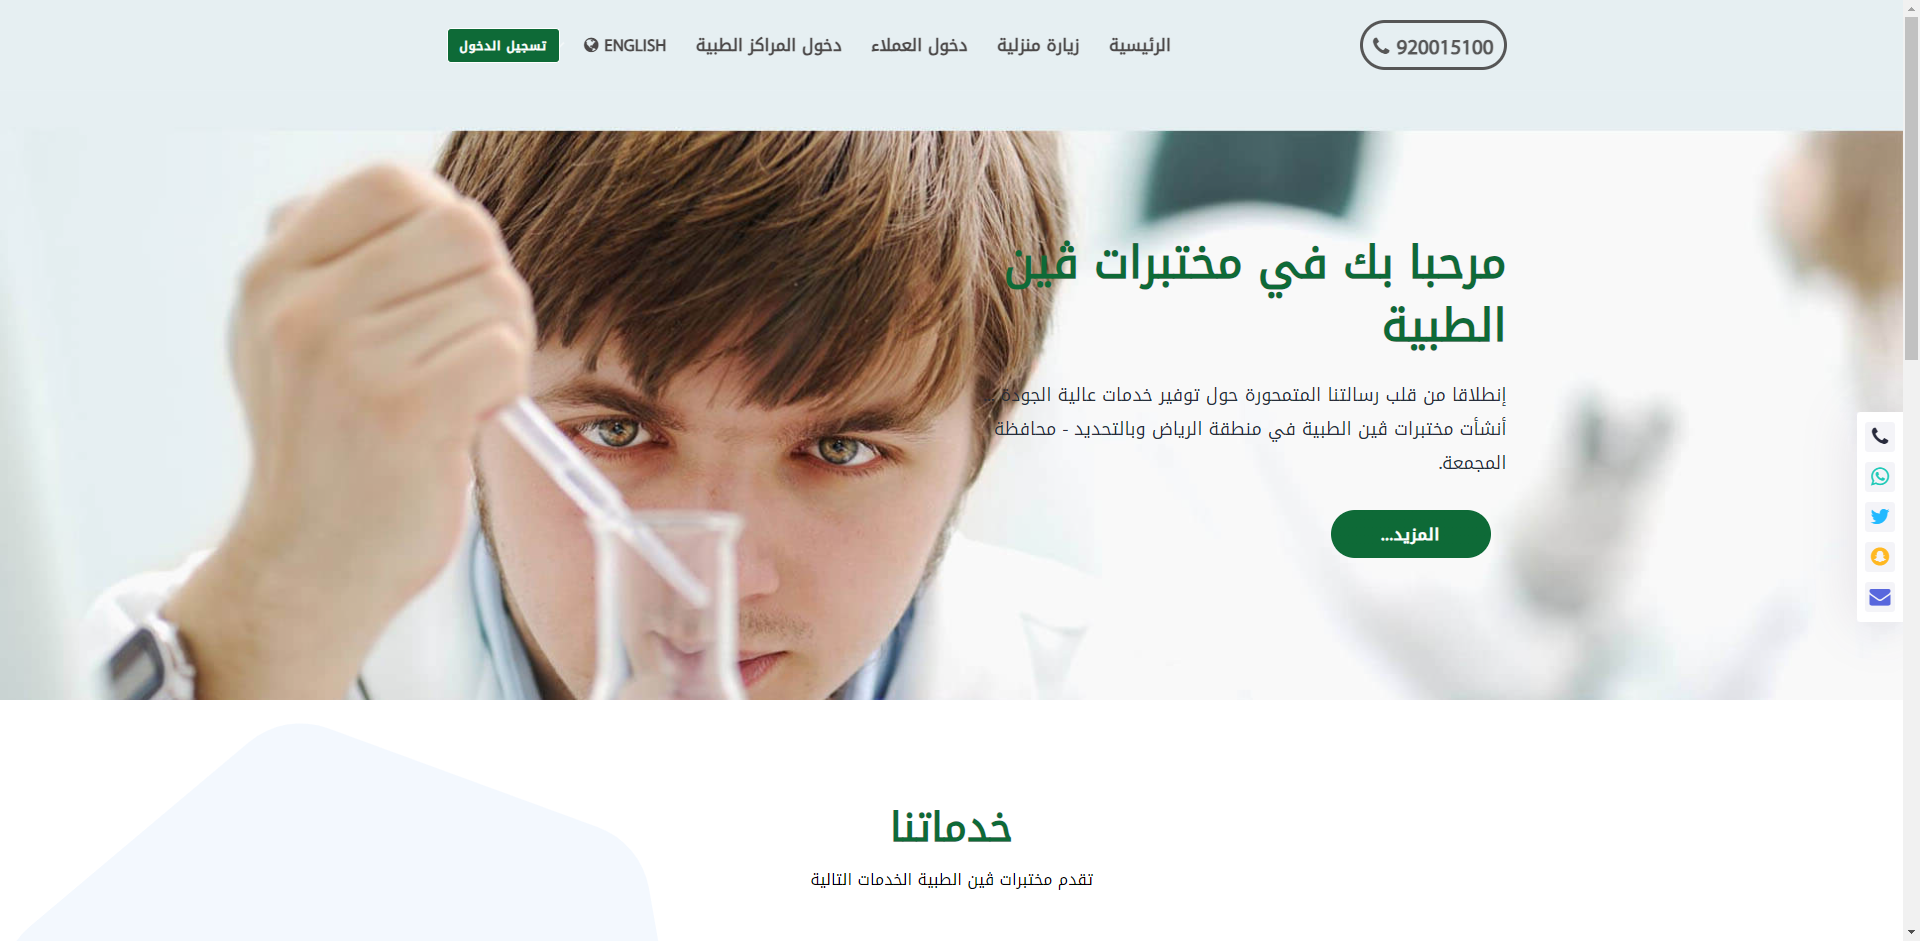 920015100
الرئيسية
زيارة منزلية
دخول العملاء
دخول المراكز الطبية
ENGLISH
تسجيل الدخول
مرحبا بك في مختبرات ڤين
الطبية
إنطلاقا من قلب رسالتنا المتمحورة حول توفير خدمات عالية الجودة
أنشأت مختبرات ڤين الطبية في منطقة الرياض وبالتحديد - محافظة
المجمعة.
المزيد...
خدماتنا
تقدم مختبرات ڤين الطبية الخدمات التالية